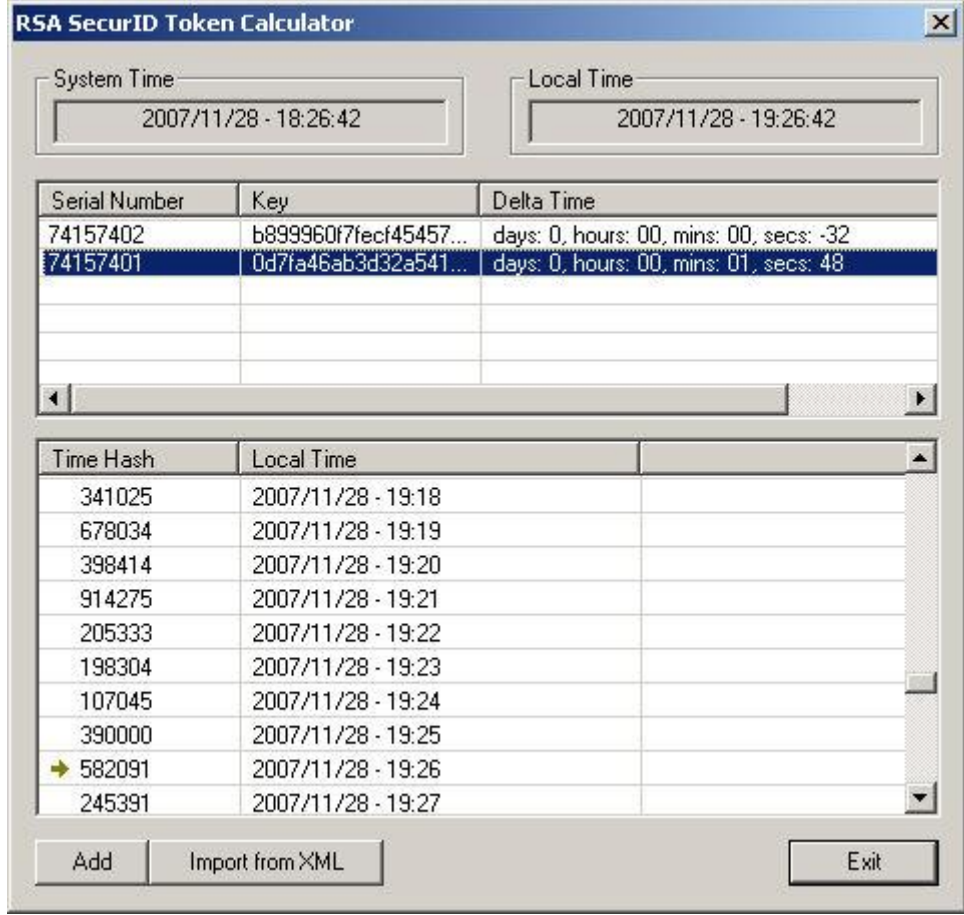 RSA SecurID Token Calculator
System Time Local Time
2007/11/28 - 18:26:42 2007/11/28 - 19:26:42
Serial Number Key Delta Time
74157402 b899960f7fecf45457... days: 0, hours: 00, mins: 00, secs: -32
74157401 0d7fa46ab3d32a541... days: 0, hours: 00, mins: 01, secs: 48
Time Hash Local Time
341025 2007/11/28 - 19:18
678034 2007/11/28 - 19:19
398414 2007/11/28 - 19:20
914275 2007/11/28 - 19:21
205333 2007/11/28 - 19:22
198304 2007/11/28 - 19:23
107045 2007/11/28 - 19:24
390000 2007/11/28 - 19:25
582091 2007/11/28 - 19:26
245391 2007/11/28 - 19:27
Add Import from XML Exit